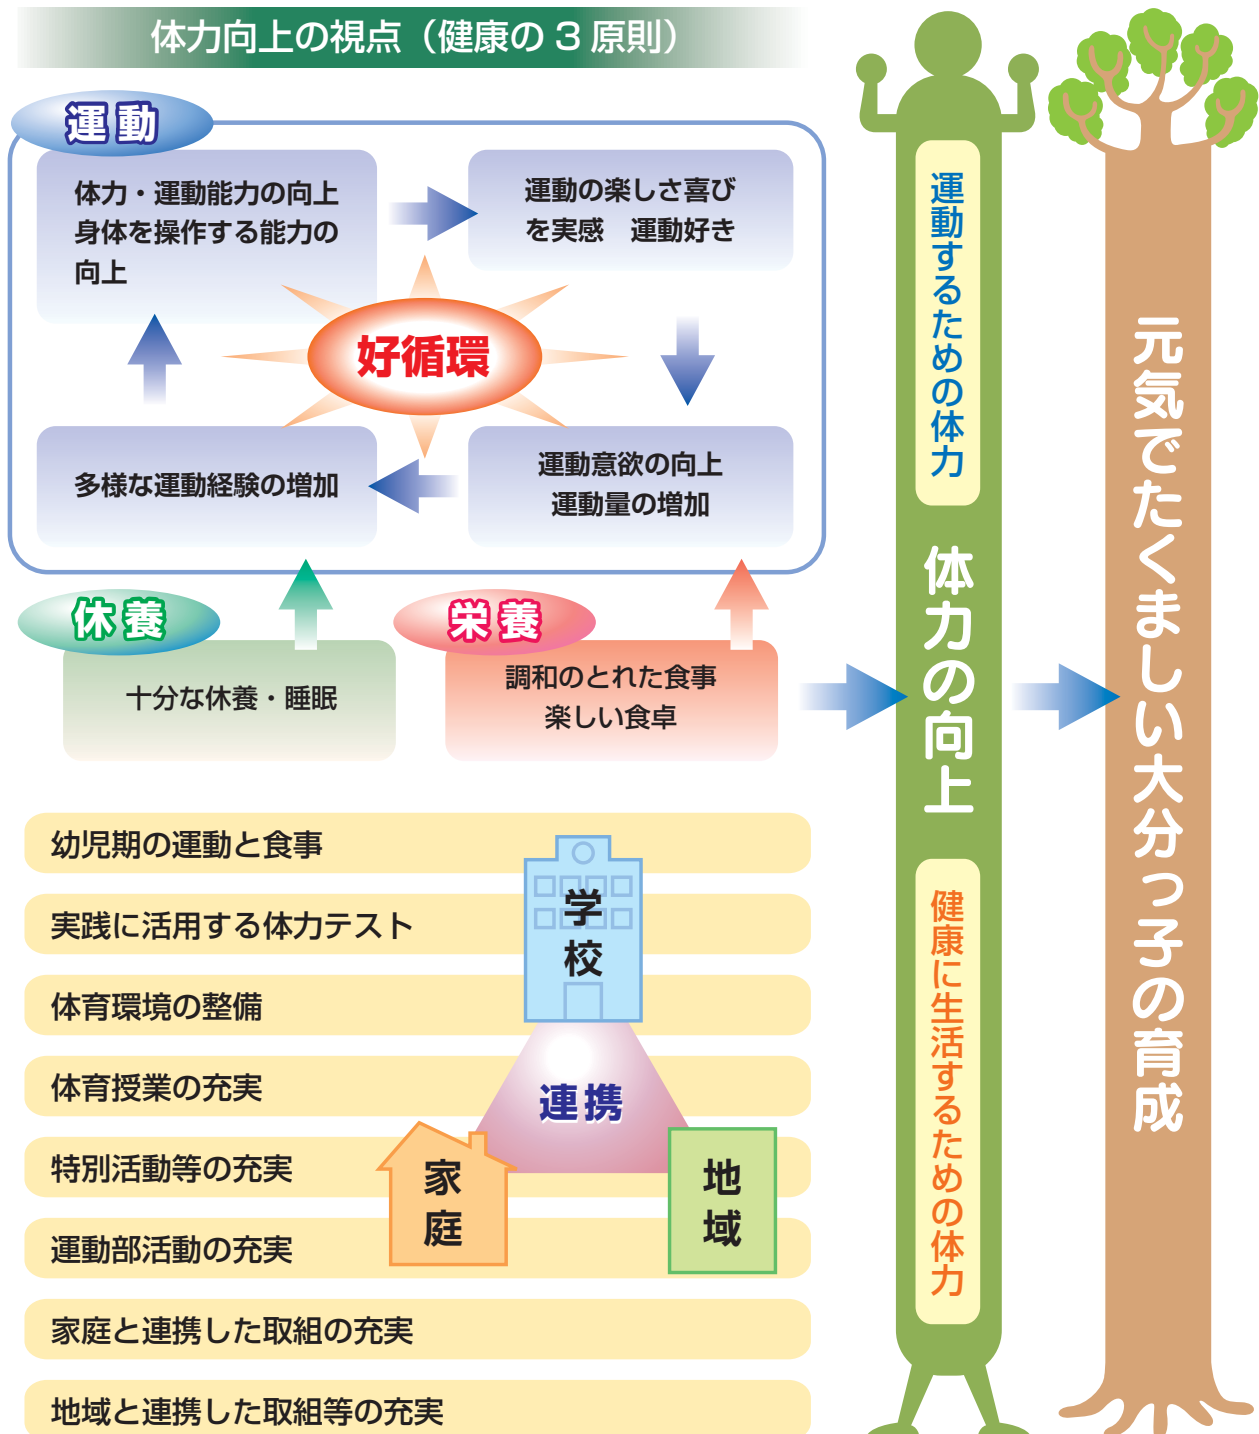 体力向上の視点（健康の3原則）
運動
体力・運動能力の向上
身体を操作する能力の
向上
運動の楽しさ喜び
を実感　運動好き
好循環
多様な運動経験の増加
運動意欲の向上
運動量の増加
休養
十分な休養・睡眠
栄養
調和のとれた食事
楽しい食卓
幼児期の運動と食事
実践に活用する体力テスト
体育環境の整備
体育授業の充実
特別活動等の充実
運動部活動の充実
家庭と連携した取組の充実
地域と連携した取組等の充実
学校
連携
家庭
地域
運動するための体力
体力の向上
健康に生活するための体力
元気でたくましい大分っ子の育成